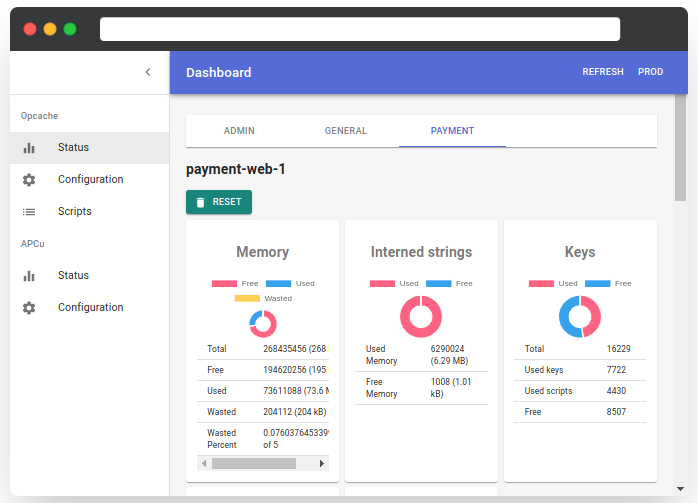 Dashboard
REFRESH
PROD
Opcache
Status
Configuration
Scripts
APCu
Status
Configuration
ADMIN
GENERAL
PAYMENT
payment-web-1
RESET
Memory
Free
Used
Wasted
Total 268435456 (268
Free 194620256 (195
Used 73611088 (73.6 M
Wasted 204112 (204 kB)
Wasted 0.0760376453399
Percent of 5
Interned strings
Used
Free
Used 6290024
Memory (6.29 MB)
Free 1008 (1.01
Memory kB)
Keys
Used
Free
Total 16229
Used keys 7722
Used scripts 4430
Free 8507